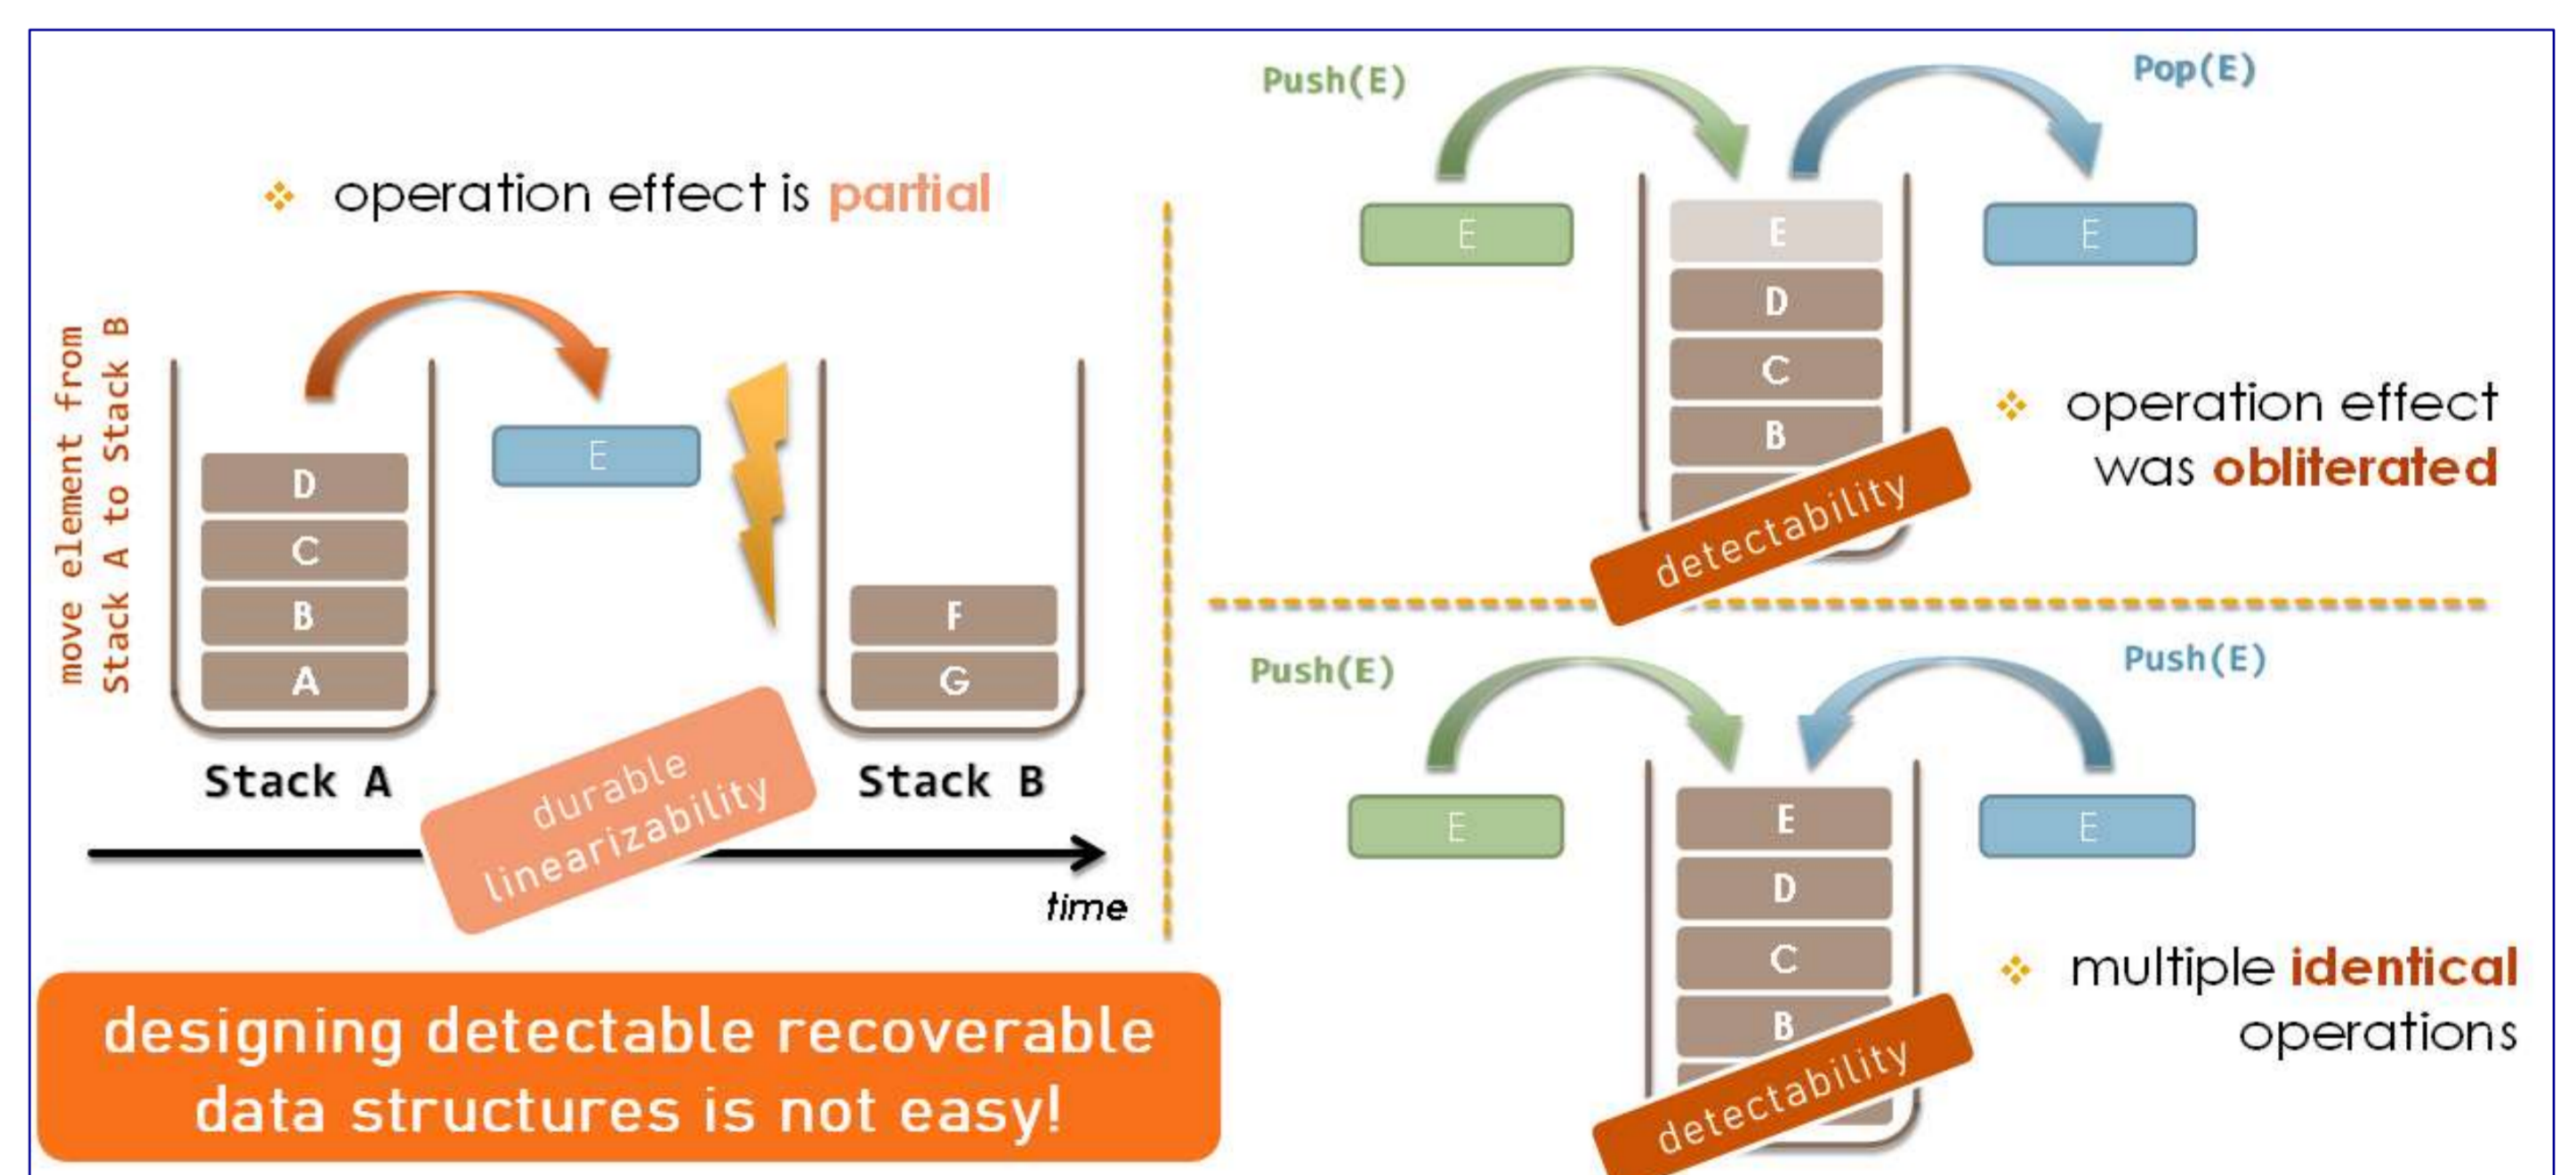 ❖ operation effect is partial
move element from
Stack A to Stack B
E
D
C
B
A
F
G
Stack A
Stack B
durable
linearizability
time
designing detectable recoverable
data structures is not easy!
Push(E)
Pop(E)
E
E
E
D
C
B
detectability
❖ operation effect
was obliterated
Push(E)
Push(E)
E
E
E
D
C
B
detectability
❖ multiple identical
operations